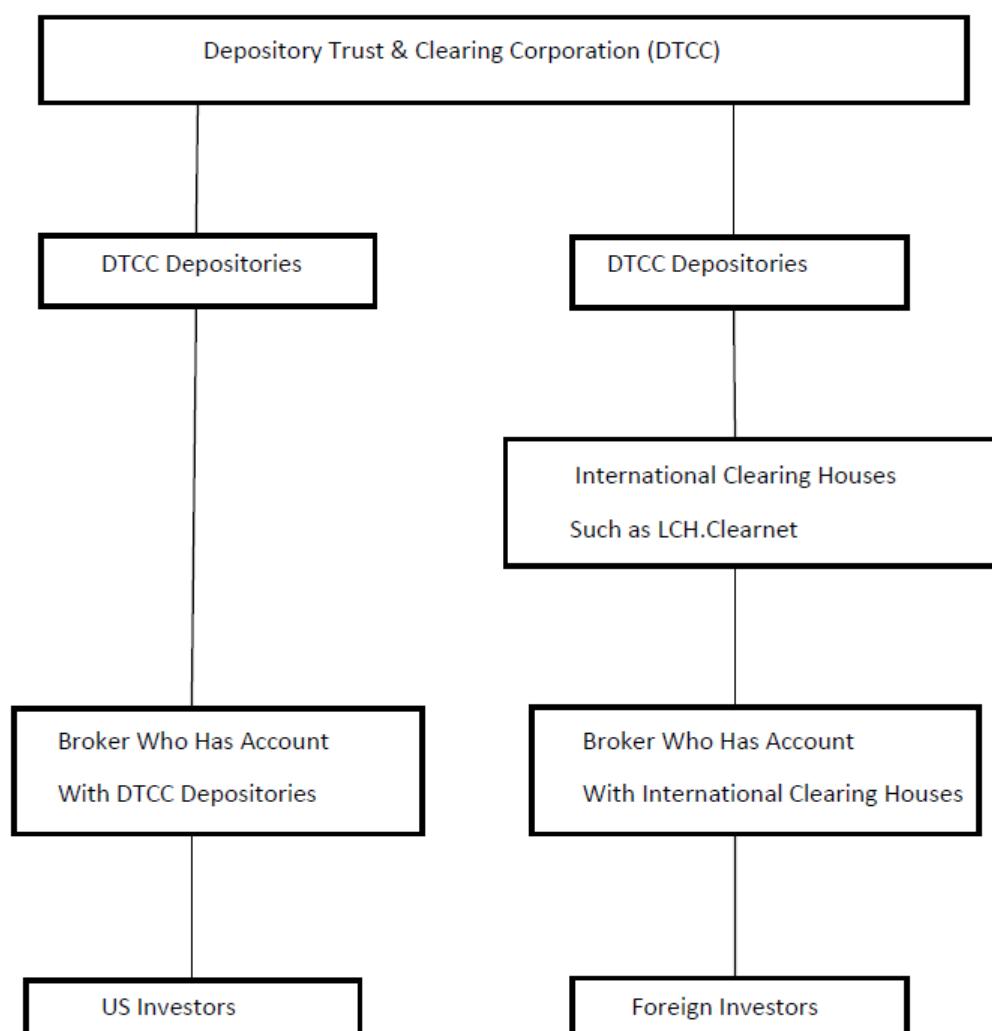 Depository Trust & Clearing Corporation (DTCC)
DTCC Depositories
DTCC Depositories
International Clearing Houses
Such as LCH.Clearnet
Broker Who Has Account
With DTCC Depositories
Broker Who Has Account
With International Clearing Houses
US Investors
Foreign Investors